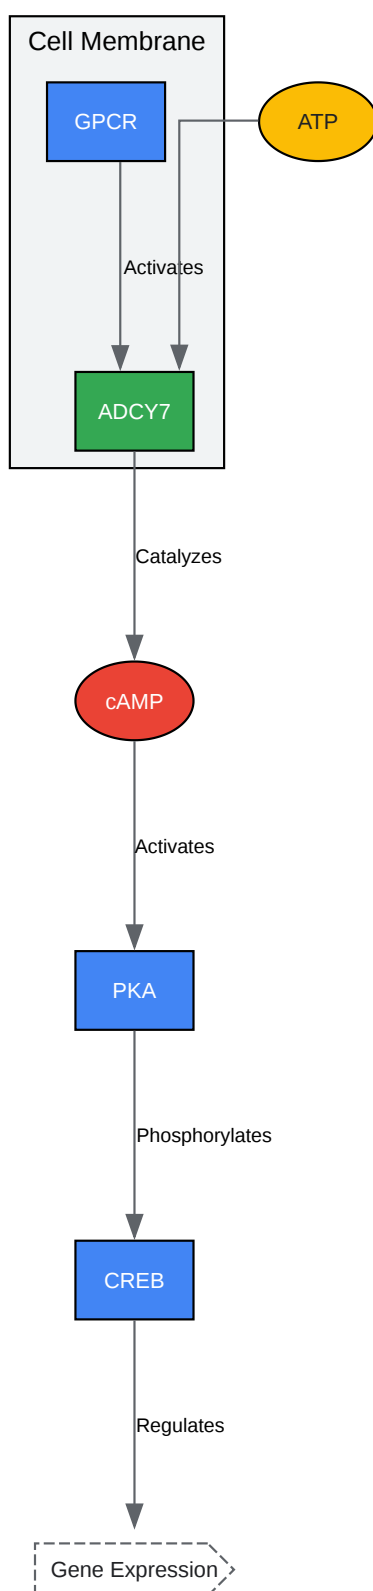 Cell Membrane
GPCR
ATP
Activates
ADCY7
Catalyzes
cAMP
Activates
PKA
Phosphorylates
CREB
Regulates
Gene Expression